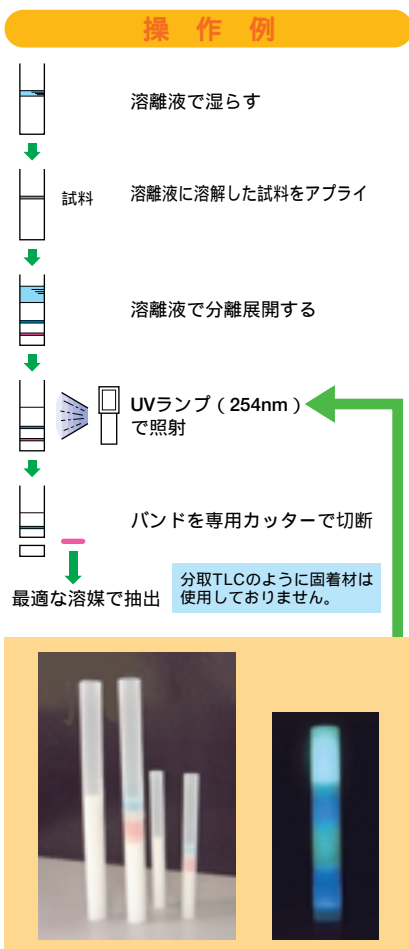 操作例
溶離液で湿らす
試料
溶離液に溶解した試料をアプライ
溶離液で分離展開する
UVランプ（254nm）
で照射
バンドを専用カッターで切断
最適な溶媒で抽出
分取TLCのように固着材は
使用しておりません。